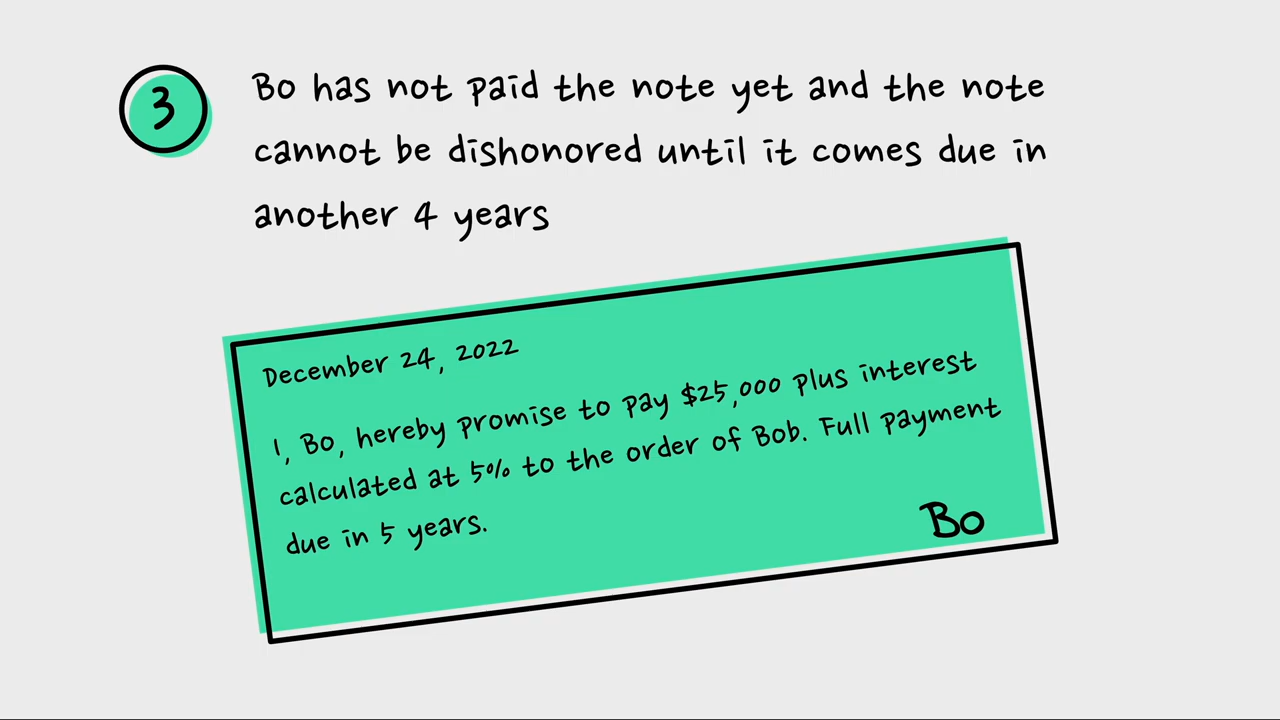 3
Bo has not paid the note yet and the note
cannot be dishonored until it comes due in
another 4 years
December 24, 2022
I, Bo, hereby promise to pay $25,000 plus interest
calculated at 5% to the order of Bob. Full payment
due in 5 years.
Bo